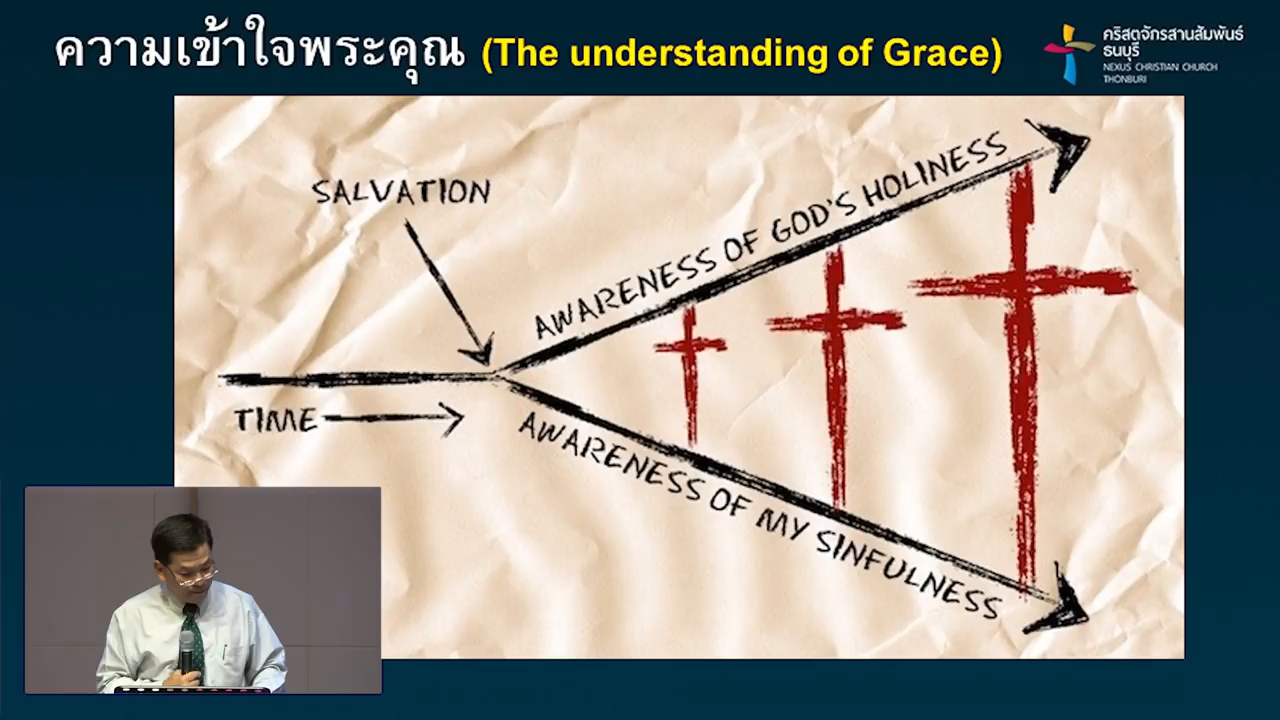 ความเข้าใจพระคุณ (The understanding of Grace)
คริสตจักรสานสัมพันธ์
ธนบุรี
NEXUS CHRISTIAN CHURCH
THONBURI
SALVATION
AWARENESS OF GOD'S HOLINESS
TIME
AWARENESS OF MY SINFULNESS